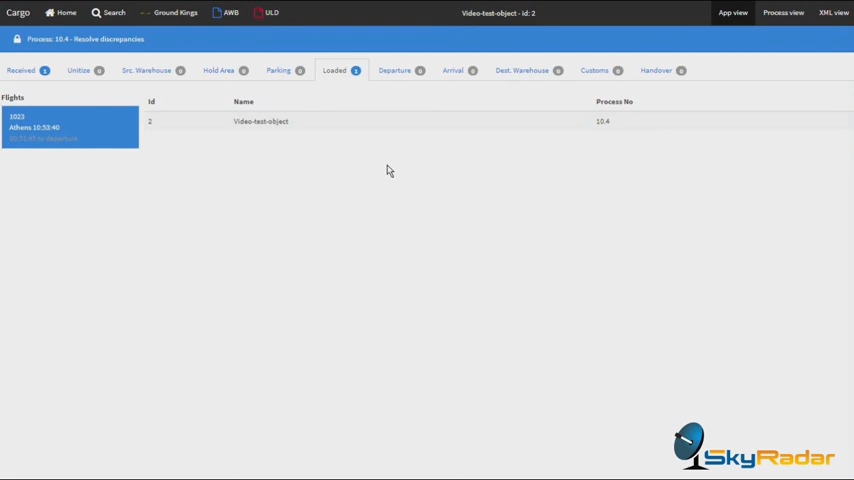 Cargo Home Search Ground Kings AWB ULD Video-test-object - id: 2 App view Process view XML view
Process: 10.4 - Resolve discrepancies
Received 1 Unitize 0 Src. Warehouse 0 Hold Area 0 Parking 0 Loaded 1 Departure 0 Arrival 0 Dest. Warehouse 0 Customs 0 Handover 0
Flights
Id Name Process No
1023
Athens 10:53:40
2 Video-test-object 10.4
to departure
SkyRadar